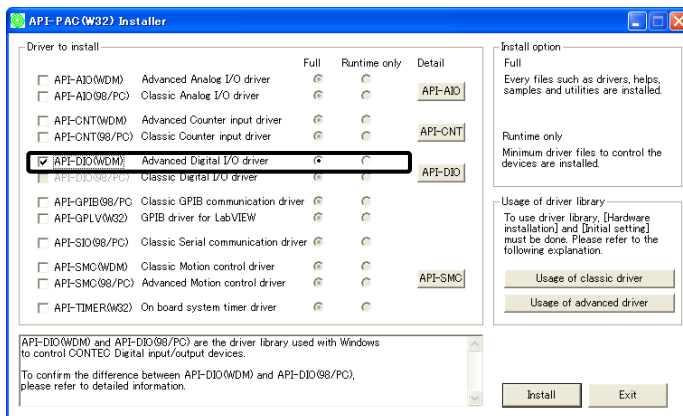 API-PAC(W32) Installer
Driver to install
Full Runtime only Detail
API-AIO(WDM) Advanced Analog I/O driver
API-AIO(98/PC) Classic Analog I/O driver
API-AIO
API-CNT(WDM) Advanced Counter input driver
API-CNT(98/PC) Classic Counter input driver
API-CNT
API-DIO(WDM) Advanced Digital I/O driver
API-DIO(98/PC) Classic Digital I/O driver
API-DIO
API-GPIB(98/PC Classic GPIB communication driver
API-GPLV(W32) GPIB driver for LabVIEW
API-SIO(98/PC) Classic Serial communication driver
API-SMC(WDM) Classic Motion control driver
API-SMC(98/PC) Advanced Motion control driver
API-SMC
API-TIMER(W32) On board system timer driver
Install option
Full
Every files such as drivers, helps,
samples and utilities are installed.
Runtime only
Minimum driver files to control the
devices are installed.
Usage of driver library
To use driver library, [Hardware
installation] and [Initial setting]
must be done. Please refer to the
following explanation.
Usage of classic driver
Usage of advanced driver
API-DIO(WDM) and API-DIO(98/PC) are the driver library used with Windows
to control CONTEC Digital input/output devices.
To confirm the difference between API-DIO(WDM) and API-DIO(98/PC),
please refer to detailed information.
Install Exit